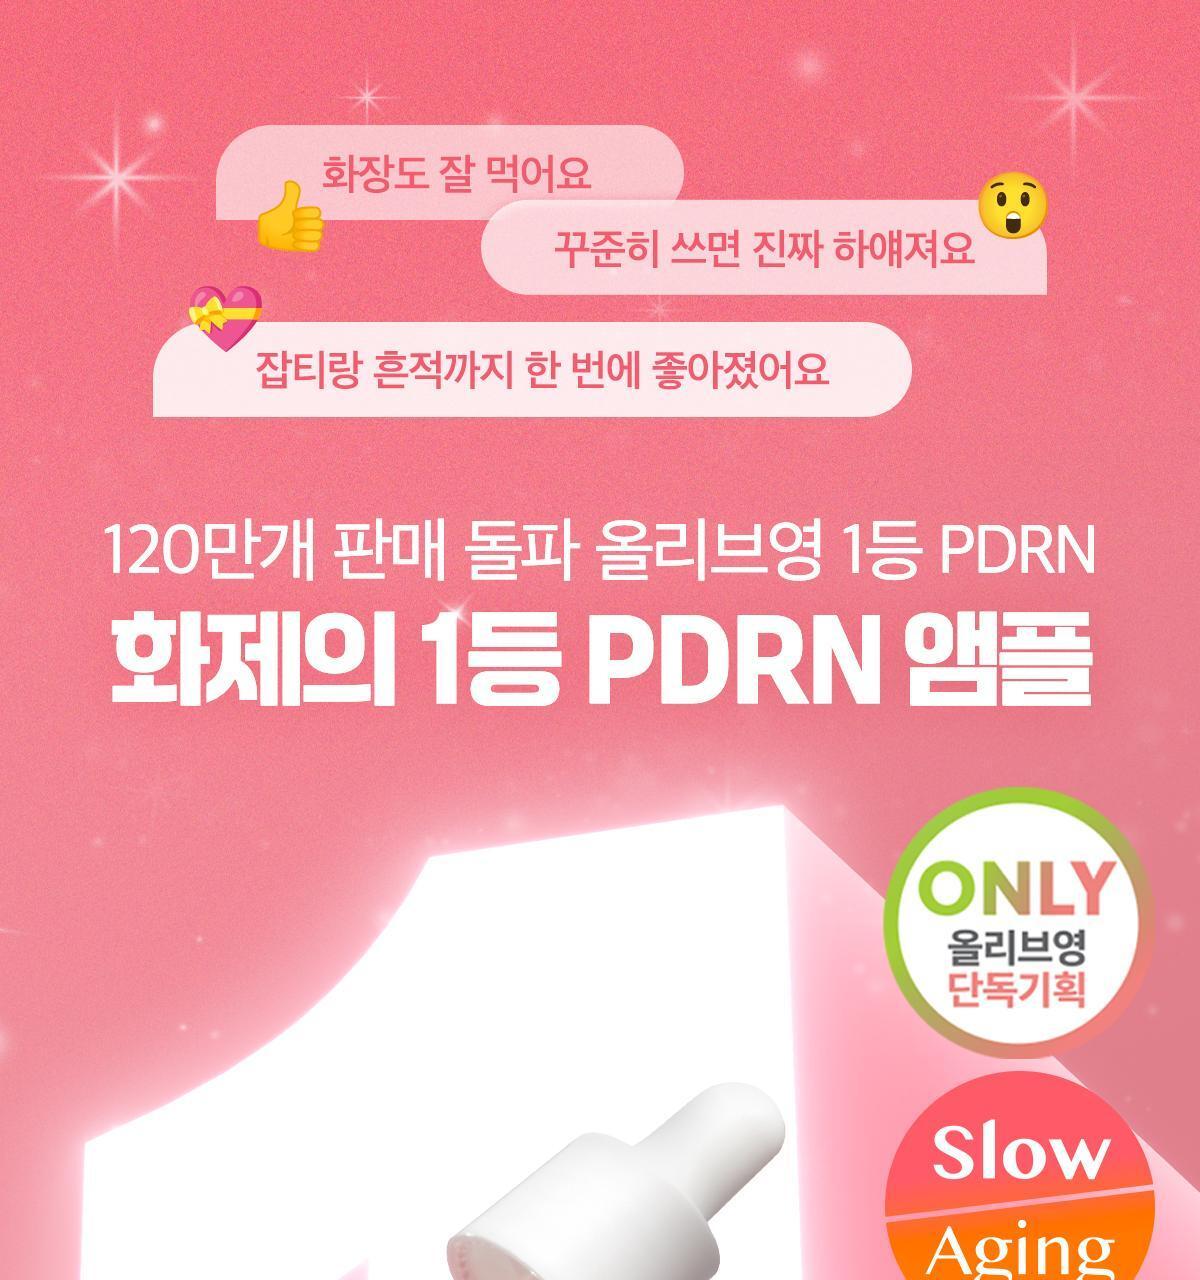 화장도 잘 먹어요
꾸준히 쓰면 진짜 하얘져요
잡티랑 흔적까지 한 번에 좋아졌어요
120만개 판매 돌파 올리브영 1등 PDRN
화제의 1등 PDRN 앰플
ONLY
올리브영
단독기획
Slow
Aging